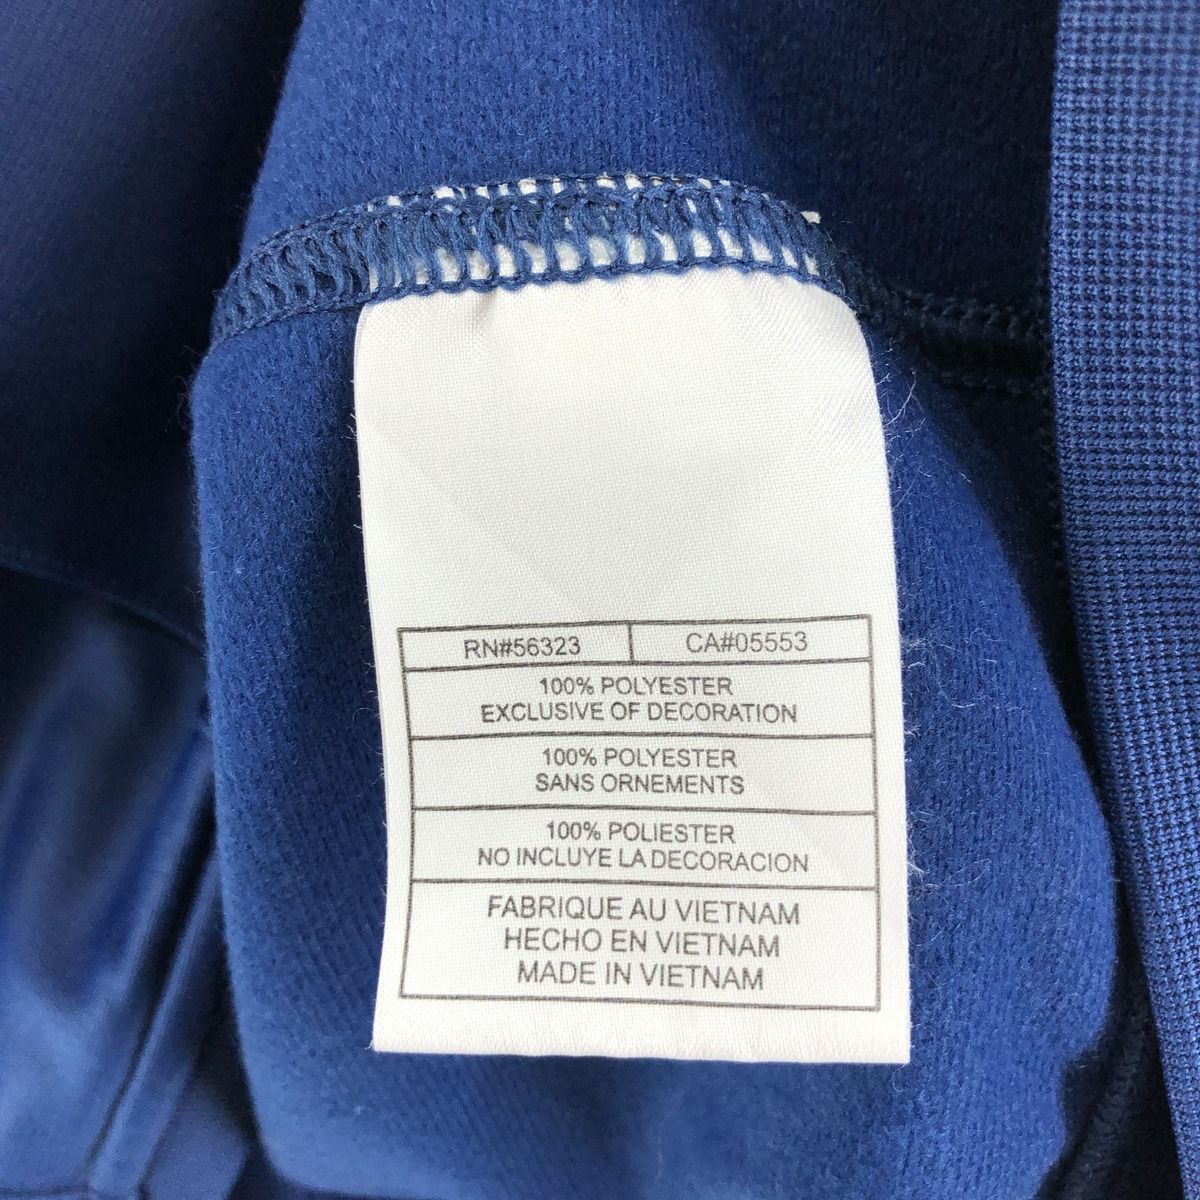 RN#56323 CA#05553
100% POLYESTER
EXCLUSIVE OF DECORATION
100% POLYESTER
SANS ORNEMENTS
100% POLIESTER
NO INCLUYE LA DECORACION
FABRIQUE AU VIETNAM
HECHO EN VIETNAM
MADE IN VIETNAM